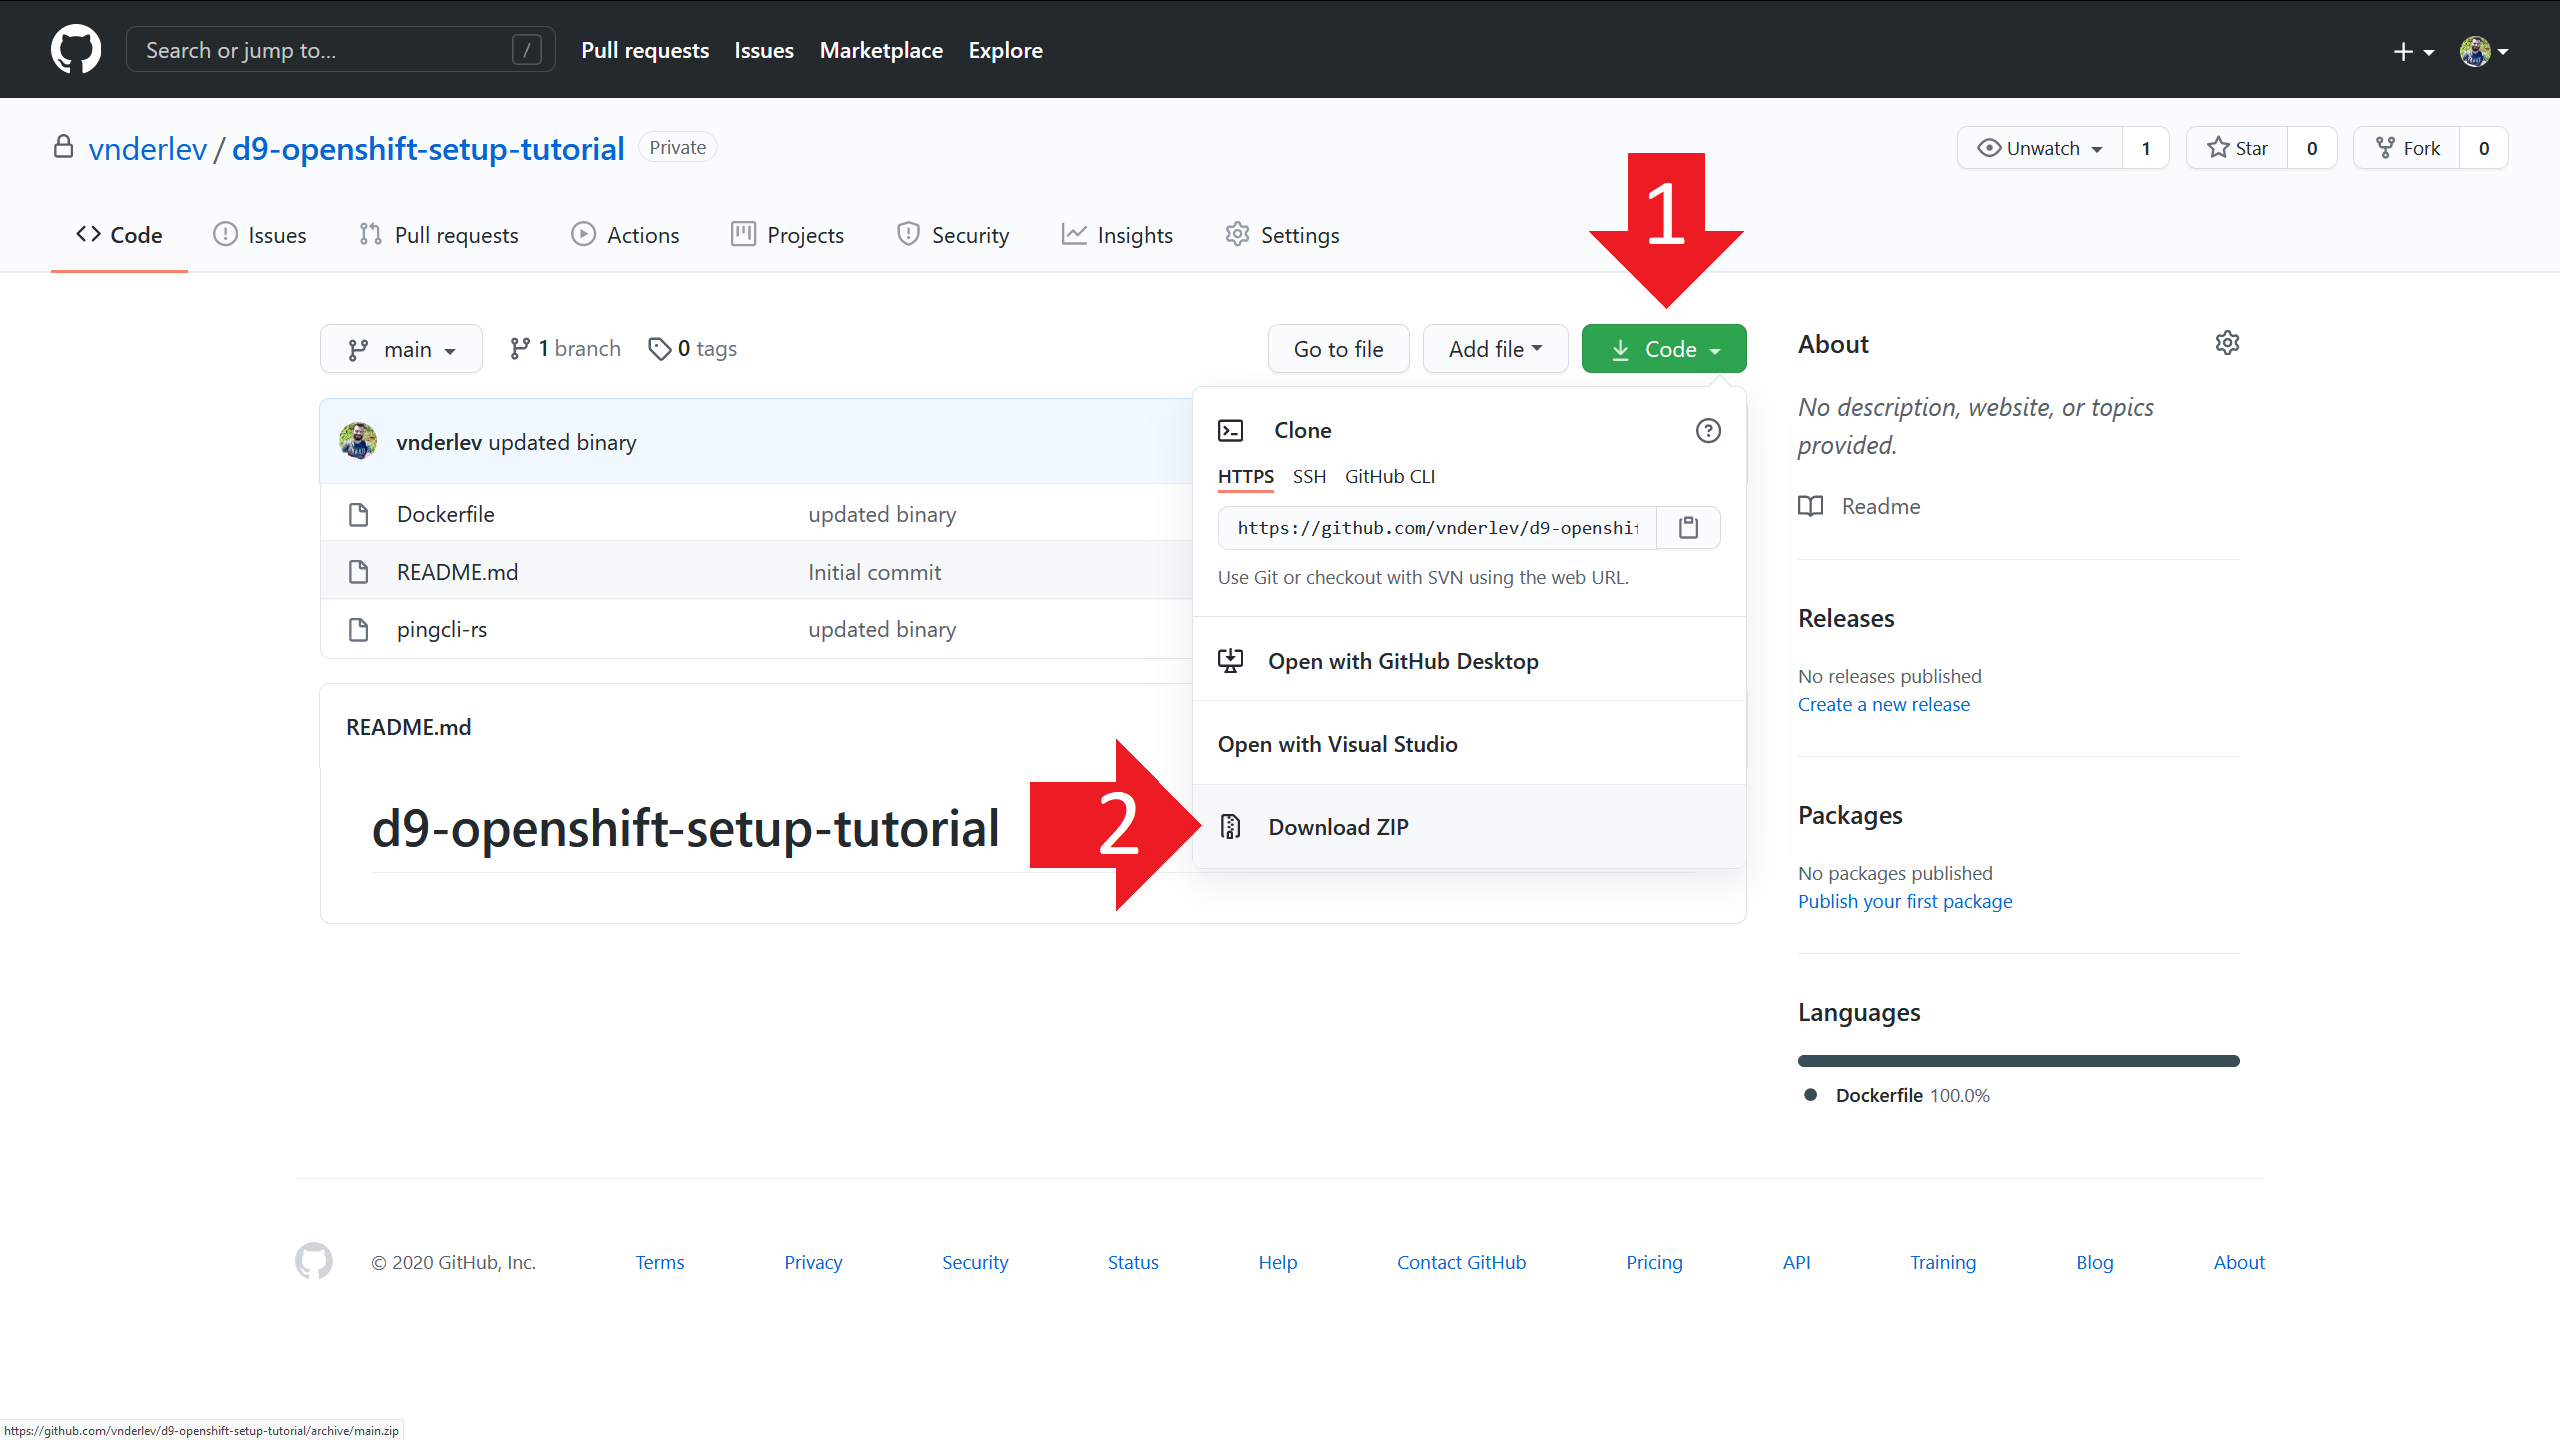 Search or jump to... /
Pull requests Issues Marketplace Explore
vnderlev / d9-openshift-setup-tutorial Private
Unwatch 1 Star 0 Fork 0
1
Code Issues Pull requests Actions Projects Security Insights Settings
main 1 branch 0 tags Go to file Add file Code
vnderlev updated binary
Dockerfile updated binary
README.md Initial commit
pingcli-rs updated binary
README.md
d9-openshift-setup-tutorial
2
Clone
HTTPS SSH GitHub CLI
https://github.com/vnderlev/d9-openshif
Use Git or checkout with SVN using the web URL.
Open with GitHub Desktop
Open with Visual Studio
Download ZIP
About
No description, website, or topics
provided.
Readme
Releases
No releases published
Create a new release
Packages
No packages published
Publish your first package
Languages
Dockerfile 100.0%
© 2020 GitHub, Inc. Terms Privacy Security Status Help Contact GitHub Pricing API Training Blog About
https://github.com/vnderlev/d9-openshift-setup-tutorial/archive/main.zip